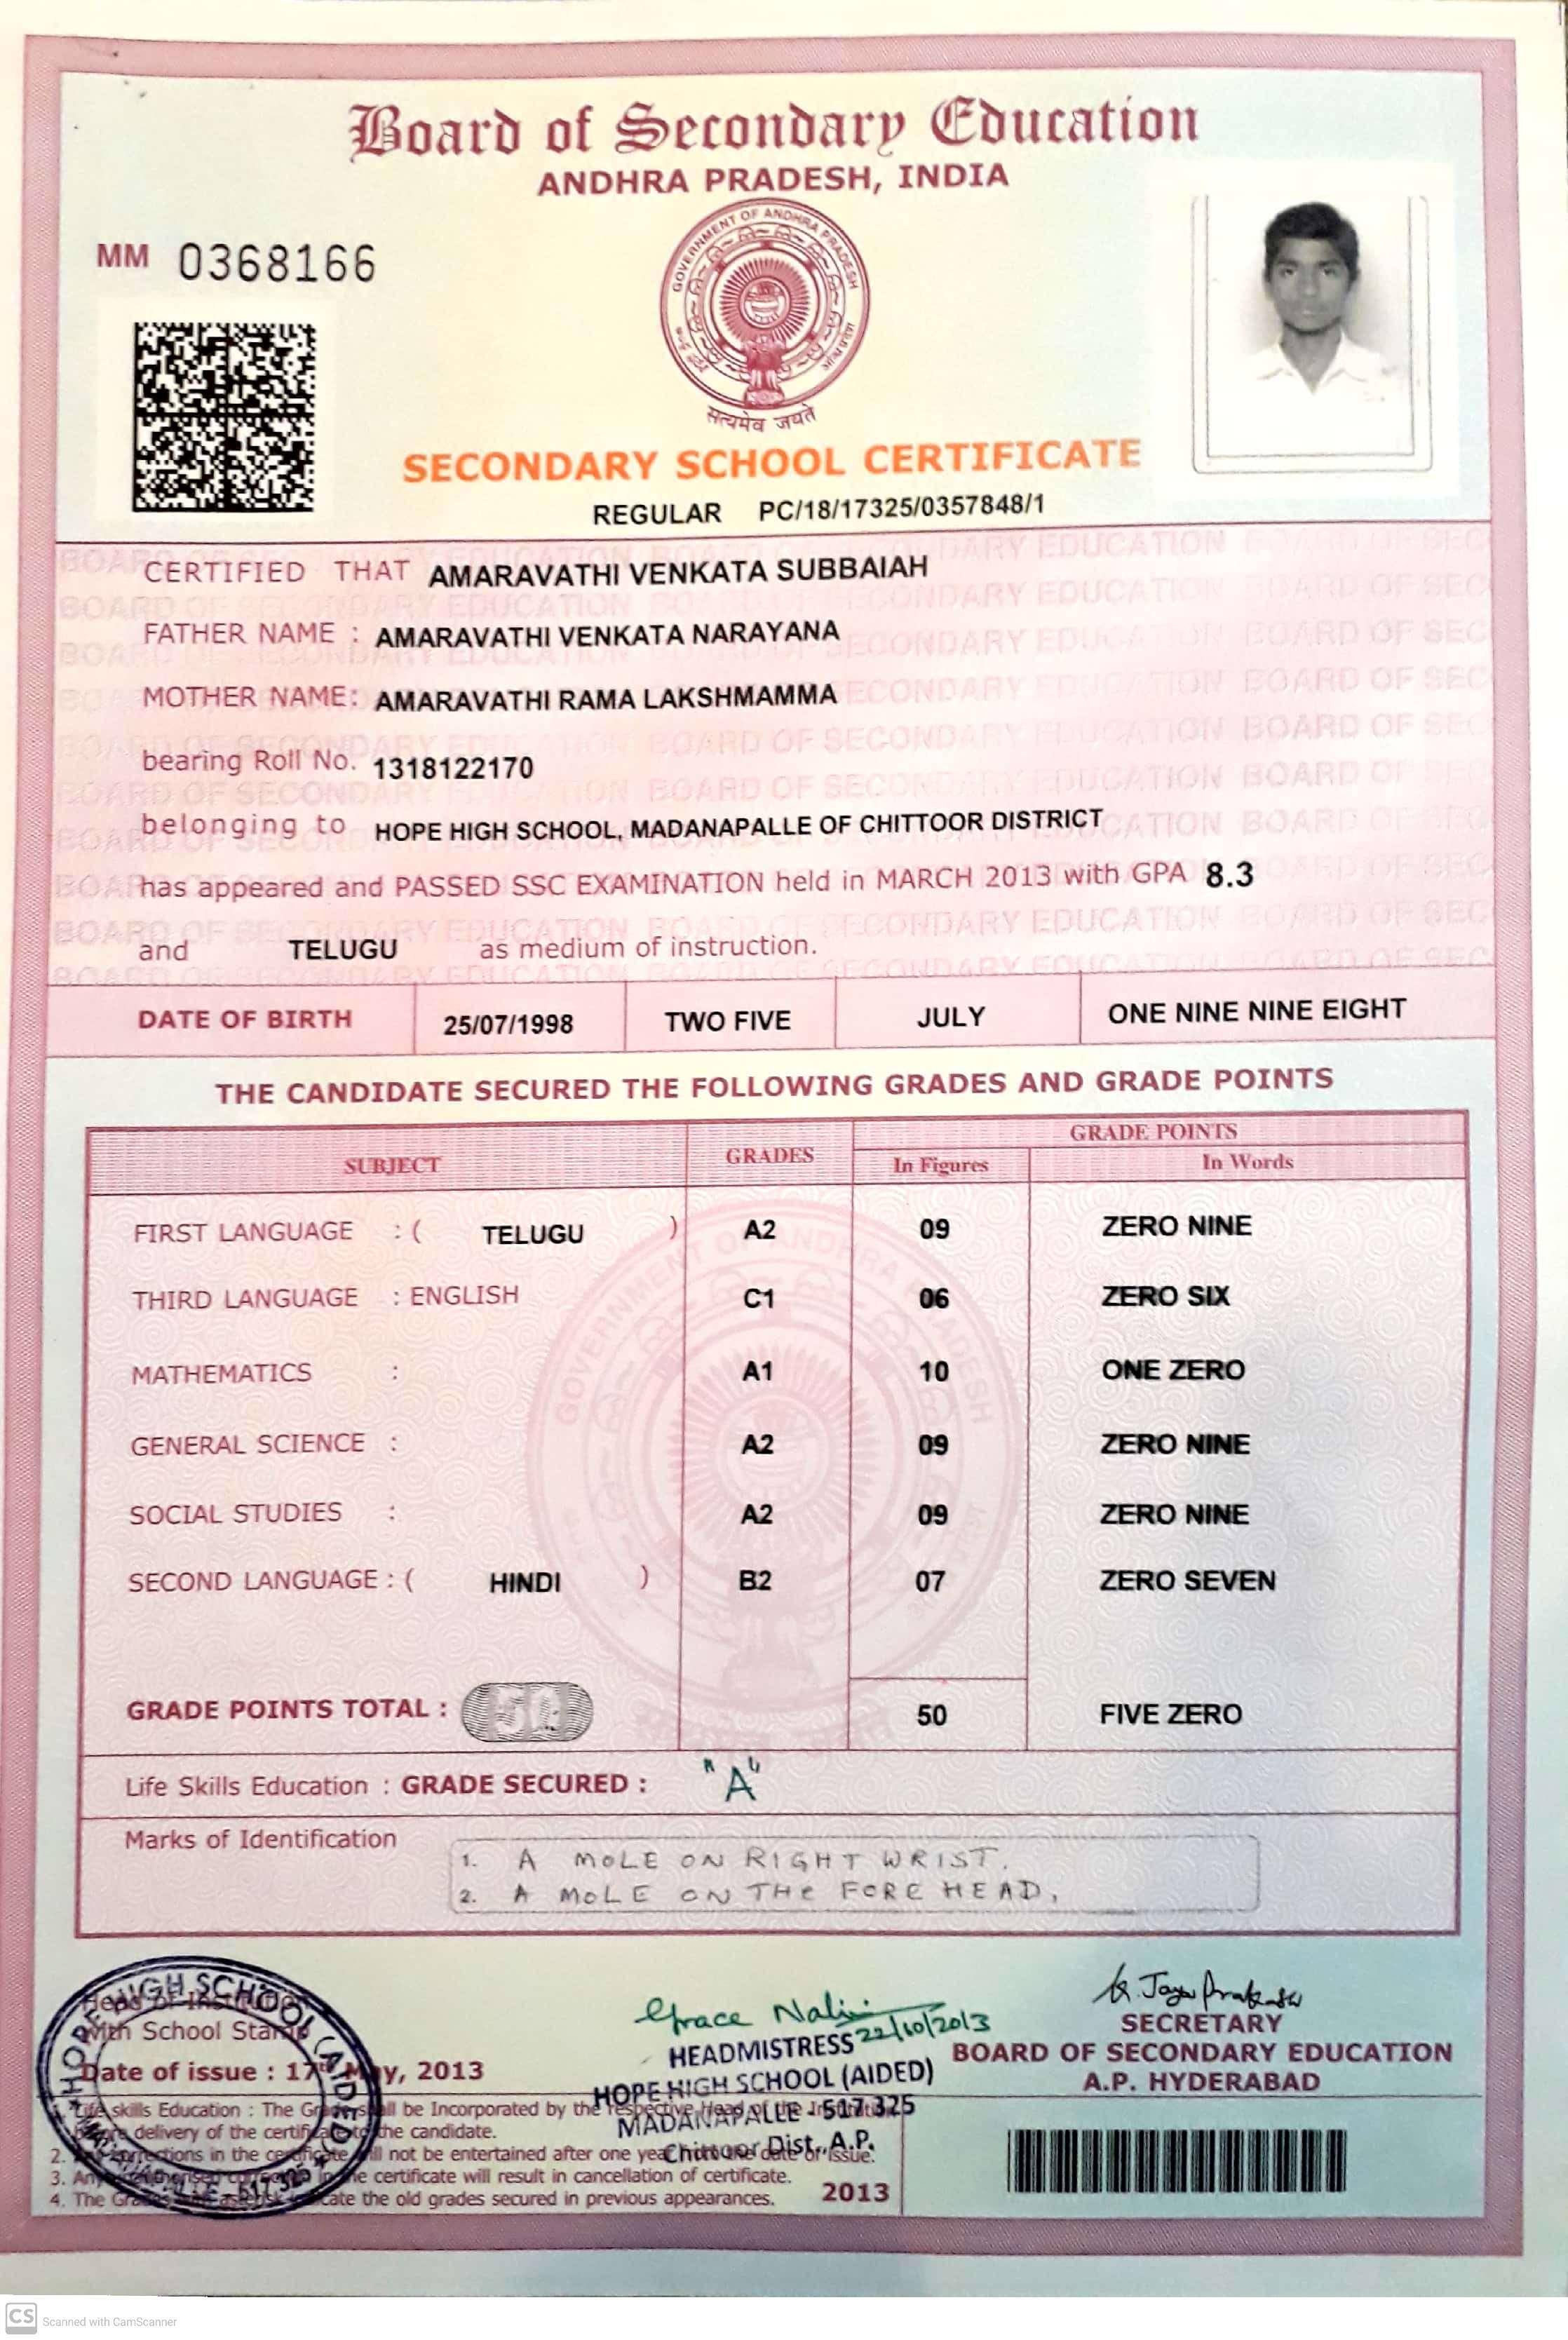 Board of Secondary Education
ANDHRA PRADESH, INDIA
MM 0368166
GOVERNMENT OF ANDHRA PRADESH
सत्यमेव जयते
SECONDARY SCHOOL CERTIFICATE
REGULAR PC/18/17325/0357848/1
CERTIFIED THAT AMARAVATHI VENKATA SUBBAIAH
FATHER NAME : AMARAVATHI VENKATA NARAYANA
MOTHER NAME: AMARAVATHI RAMA LAKSHMAMMA
bearing Roll No. 1318122170
belonging to HOPE HIGH SCHOOL, MADANAPALLE OF CHITTOOR DISTRICT
has appeared and PASSED SSC EXAMINATION held in MARCH 2013 with GPA 8.3
and TELUGU as medium of instruction.
DATE OF BIRTH 25/07/1998 TWO FIVE JULY ONE NINE NINE EIGHT
THE CANDIDATE SECURED THE FOLLOWING GRADES AND GRADE POINTS
SUBJECT GRADES GRADE POINTS
In Figures In Words
FIRST LANGUAGE : ( TELUGU ) A2 09 ZERO NINE
THIRD LANGUAGE : ENGLISH C1 06 ZERO SIX
MATHEMATICS : A1 10 ONE ZERO
GENERAL SCIENCE : A2 09 ZERO NINE
SOCIAL STUDIES : A2 09 ZERO NINE
SECOND LANGUAGE : ( HINDI ) B2 07 ZERO SEVEN
GRADE POINTS TOTAL : 50 50 FIVE ZERO
Life Skills Education : GRADE SECURED : "A"
Marks of Identification
1. A MOLE ON RIGHT WRIST.
2. A MOLE ON THE FORE HEAD.
HOPE HIGH SCHOOL (AIDED)
Head of Institution
with School Stamp
Date of issue : 17th May, 2013
Grace Nalini
22/10/2013
HEADMISTRESS
HOPE HIGH SCHOOL (AIDED)
MADANAPALLE - 517 325
Chittoor Dist., A.P.
SECRETARY
BOARD OF SECONDARY EDUCATION
A.P. HYDERABAD
1. Life skills Education : The Grade shall be Incorporated by the respective Head of the Institution
before delivery of the certificate to the candidate.
2. Any corrections in the certificate will not be entertained after one year from the date of issue.
3. Any unauthorised correction in the certificate will result in cancellation of certificate.
4. The Grades with asterisk indicate the old grades secured in previous appearances.
2013
CS Scanned with CamScanner